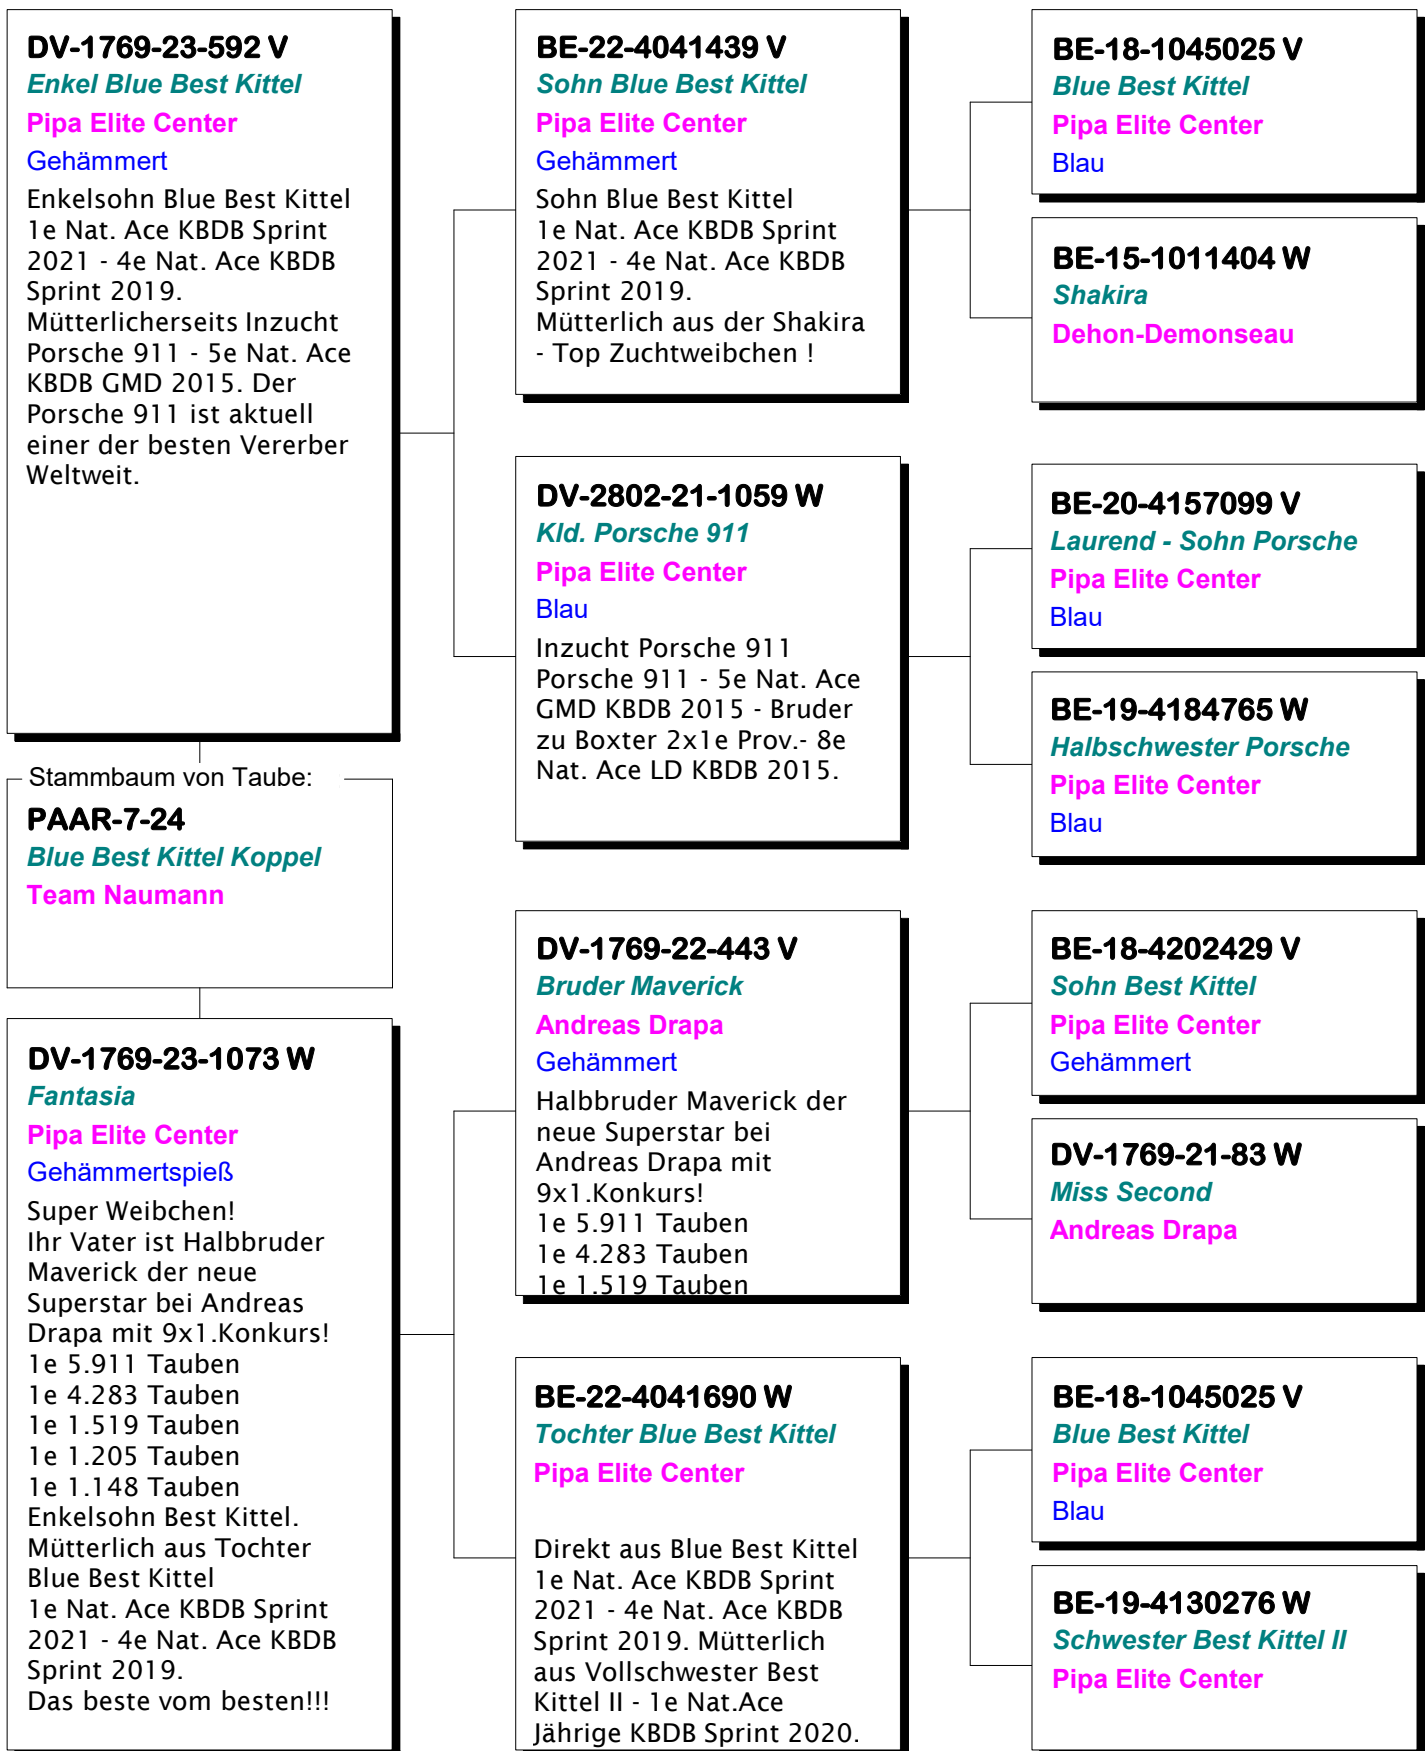 DV-1769-23-592 V
Enkel Blue Best Kittel
Pipa Elite Center
Gehämmert
Enkelsohn Blue Best Kittel
1e Nat. Ace KBDB Sprint
2021 - 4e Nat. Ace KBDB
Sprint 2019.
Mütterlicherseits Inzucht
Porsche 911 - 5e Nat. Ace
KBDB GMD 2015. Der
Porsche 911 ist aktuell
einer der besten Vererber
Weltweit.
Stammbaum von Taube:
PAAR-7-24
Blue Best Kittel Koppel
Team Naumann
DV-1769-23-1073 W
Fantasia
Pipa Elite Center
Gehämmertspieß
Super Weibchen!
Ihr Vater ist Halbbruder
Maverick der neue
Superstar bei Andreas
Drapa mit 9x1.Konkurs!
1e 5.911 Tauben
1e 4.283 Tauben
1e 1.519 Tauben
1e 1.205 Tauben
1e 1.148 Tauben
Enkelsohn Best Kittel.
Mütterlich aus Tochter
Blue Best Kittel
1e Nat. Ace KBDB Sprint
2021 - 4e Nat. Ace KBDB
Sprint 2019.
Das beste vom besten!!!
BE-22-4041439 V
Sohn Blue Best Kittel
Pipa Elite Center
Gehämmert
Sohn Blue Best Kittel
1e Nat. Ace KBDB Sprint
2021 - 4e Nat. Ace KBDB
Sprint 2019.
Mütterlich aus der Shakira
- Top Zuchtweibchen !
DV-2802-21-1059 W
Kld. Porsche 911
Pipa Elite Center
Blau
Inzucht Porsche 911
Porsche 911 - 5e Nat. Ace
GMD KBDB 2015 - Bruder
zu Boxter 2x1e Prov.- 8e
Nat. Ace LD KBDB 2015.
DV-1769-22-443 V
Bruder Maverick
Andreas Drapa
Gehämmert
Halbbruder Maverick der
neue Superstar bei
Andreas Drapa mit
9x1.Konkurs!
1e 5.911 Tauben
1e 4.283 Tauben
1e 1.519 Tauben
BE-22-4041690 W
Tochter Blue Best Kittel
Pipa Elite Center
Direkt aus Blue Best Kittel
1e Nat. Ace KBDB Sprint
2021 - 4e Nat. Ace KBDB
Sprint 2019. Mütterlich
aus Vollschwester Best
Kittel II - 1e Nat.Ace
Jährige KBDB Sprint 2020.
BE-18-1045025 V
Blue Best Kittel
Pipa Elite Center
Blau
BE-15-1011404 W
Shakira
Dehon-Demonseau
BE-20-4157099 V
Laurend - Sohn Porsche
Pipa Elite Center
Blau
BE-19-4184765 W
Halbschwester Porsche
Pipa Elite Center
Blau
BE-18-4202429 V
Sohn Best Kittel
Pipa Elite Center
Gehämmert
DV-1769-21-83 W
Miss Second
Andreas Drapa
BE-18-1045025 V
Blue Best Kittel
Pipa Elite Center
Blau
BE-19-4130276 W
Schwester Best Kittel II
Pipa Elite Center